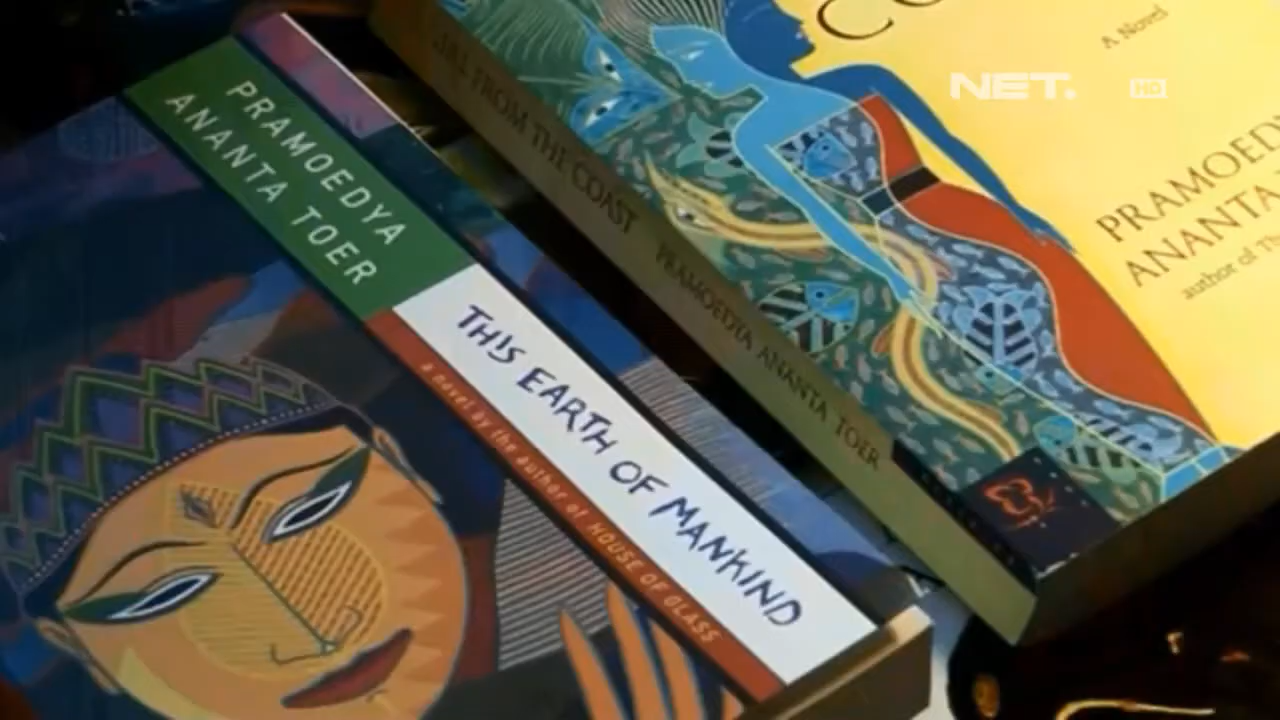 PRAMOEDYA
ANANTA TOER
THIS EARTH OF MANKIND
a novel by the author of HOUSE OF GLASS
FROM THE COAST PRAMOEDYA ANANTA TOER
A Novel
ANANTA
author of
NET.
HD